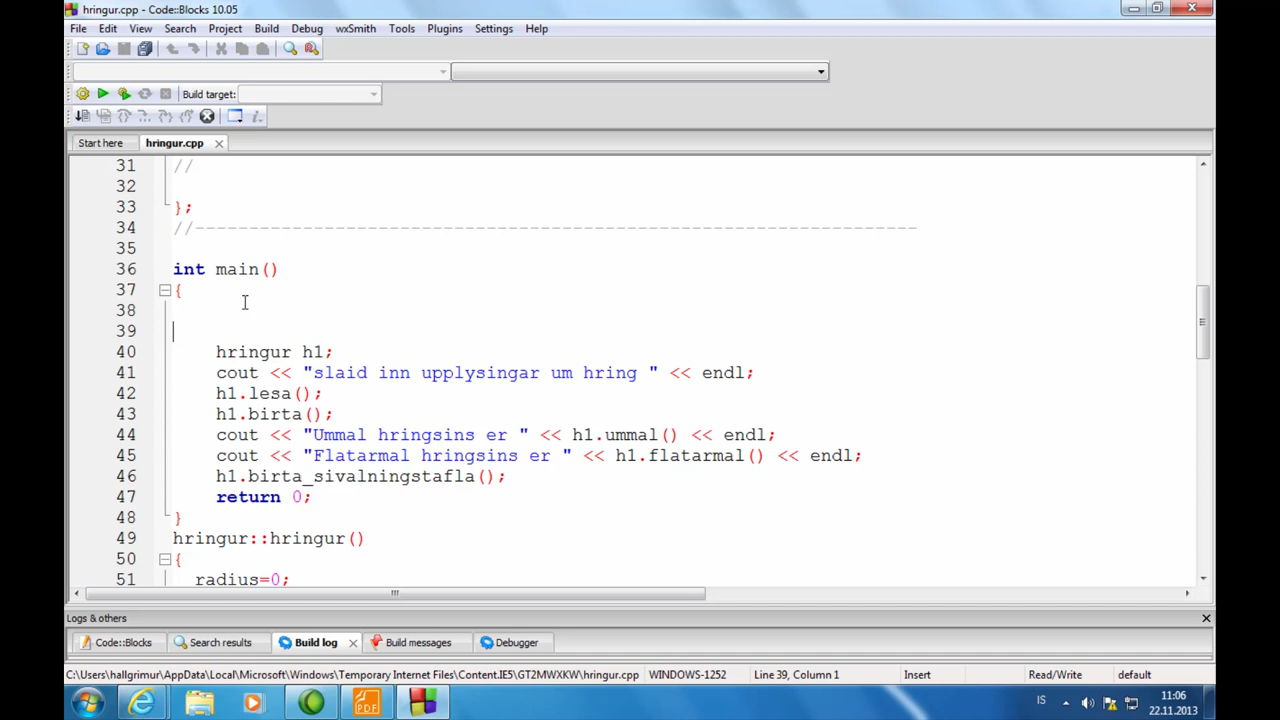 hringur.cpp - Code::Blocks 10.05
File Edit View Search Project Build Debug wxSmith Tools Plugins Settings Help
Build target:
Start here hringur.cpp
31 //
32
33 };
34 //-------------------------------------------------------------------
35
36 int main()
37 {
38
39
40 hringur h1;
41 cout << "slaid inn upplysingar um hring " << endl;
42 h1.lesa();
43 h1.birta();
44 cout << "Ummal hringsins er " << h1.ummal() << endl;
45 cout << "Flatarmal hringsins er " << h1.flatarmal() << endl;
46 h1.birta_sivalningstafla();
47 return 0;
48 }
49 hringur::hringur()
50 {
51 radius=0;
Logs & others
Code::Blocks Search results Build log Build messages Debugger
C:\Users\hallgrimur\AppData\Local\Microsoft\Windows\Temporary Internet Files\Content.IE5\GT2MWXKW\hringur.cpp WINDOWS-1252 Line 39, Column 1 Insert Read/Write default
PDF IS 11:06
22.11.2013